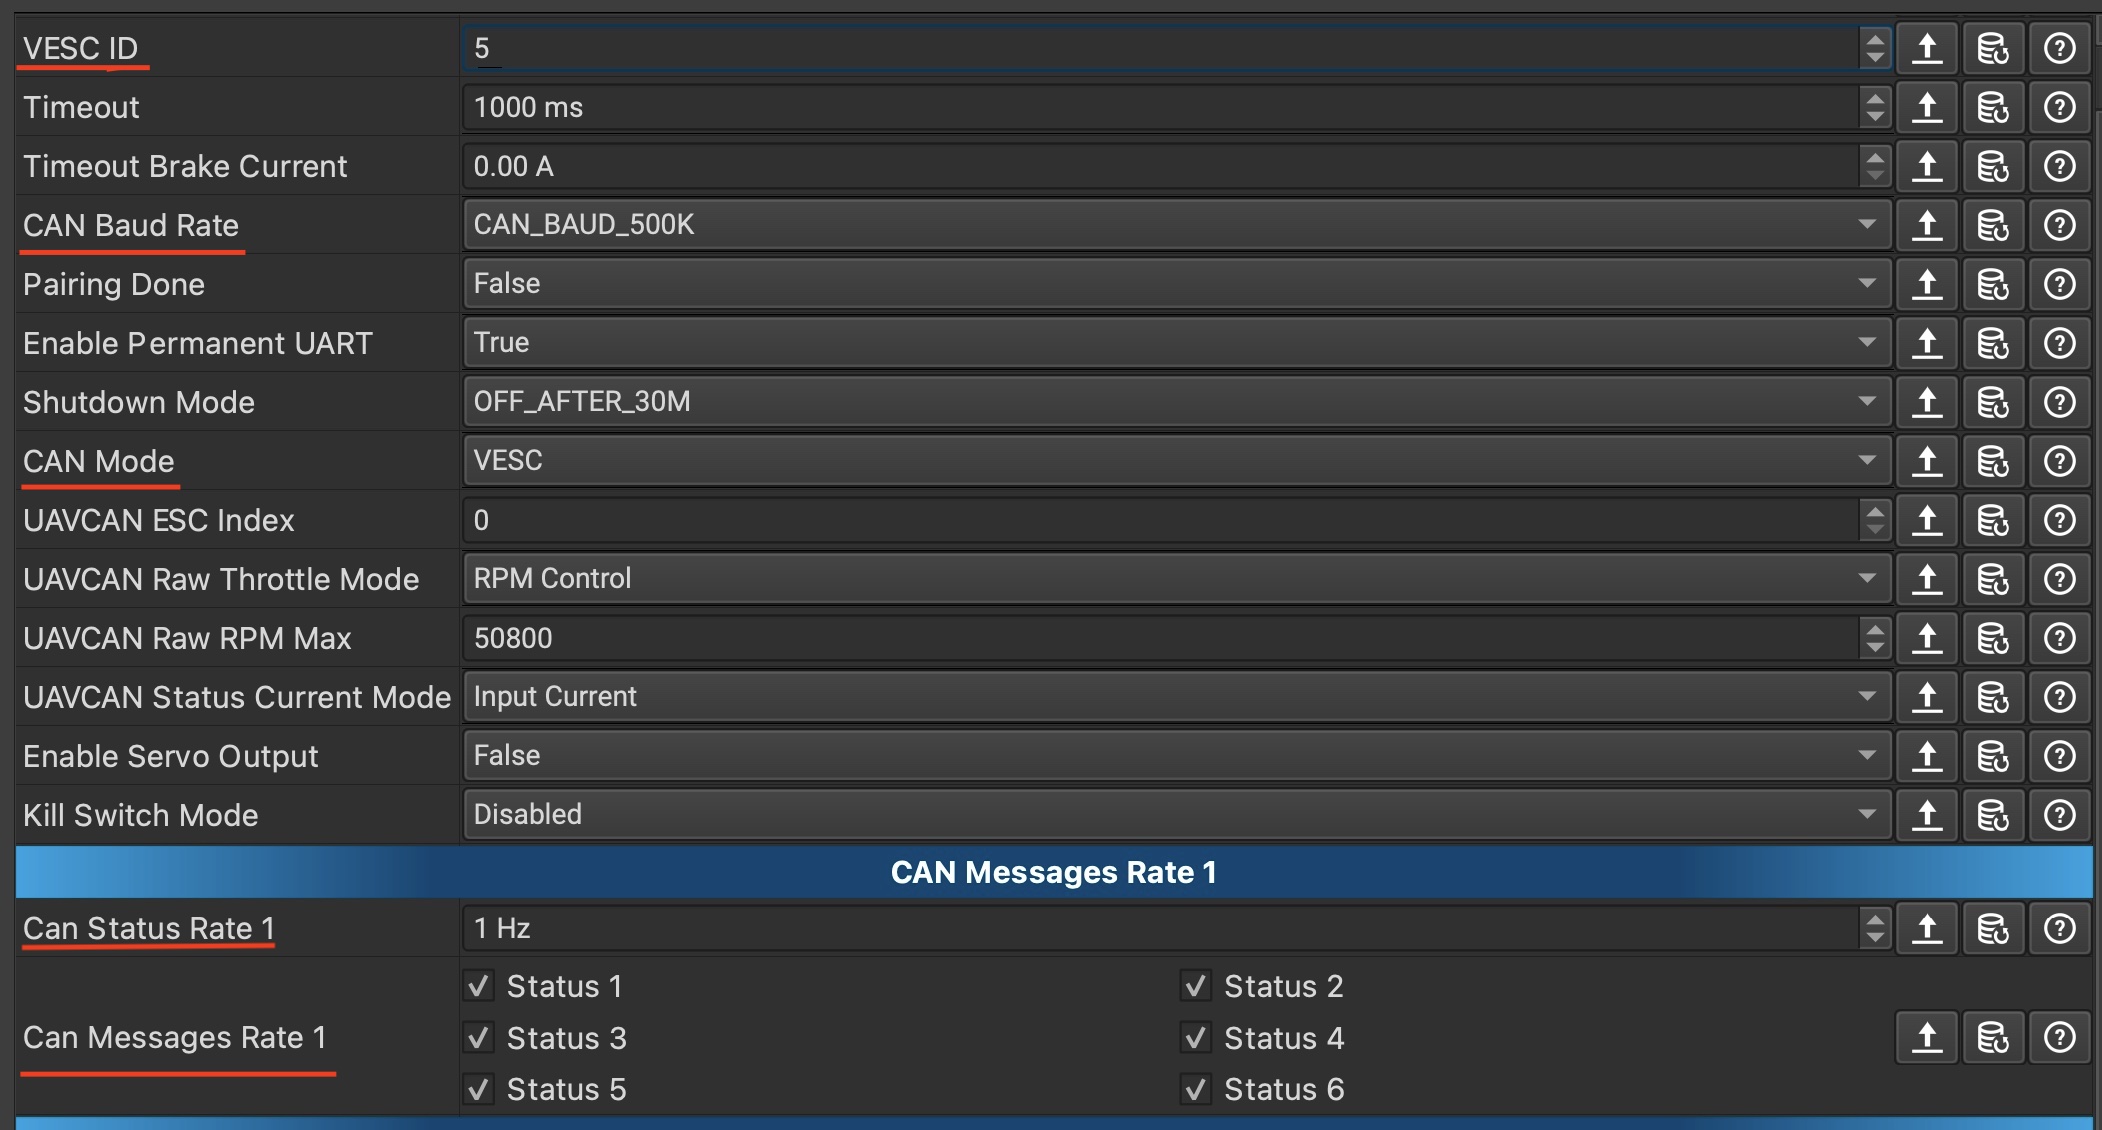 VESC ID 5
Timeout 1000 ms
Timeout Brake Current 0.00 A
CAN Baud Rate CAN_BAUD_500K
Pairing Done False
Enable Permanent UART True
Shutdown Mode OFF_AFTER_30M
CAN Mode VESC
UAVCAN ESC Index 0
UAVCAN Raw Throttle Mode RPM Control
UAVCAN Raw RPM Max 50800
UAVCAN Status Current Mode Input Current
Enable Servo Output False
Kill Switch Mode Disabled
CAN Messages Rate 1
Can Status Rate 1 1 Hz
Status 1 Status 2
Can Messages Rate 1 Status 3 Status 4
Status 5 Status 6